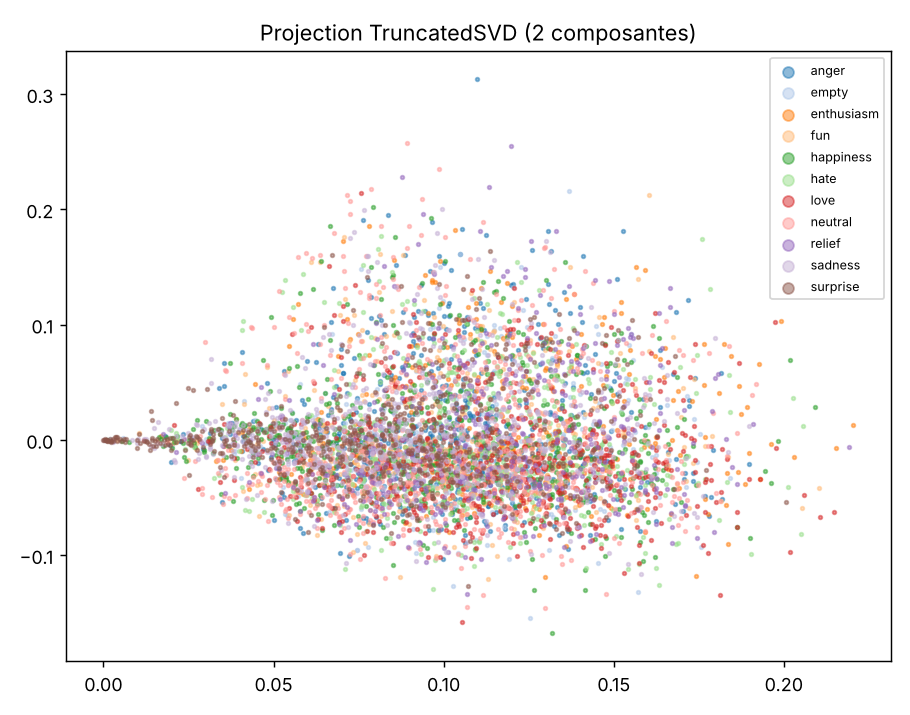 Projection TruncatedSVD (2 composantes)
0.3
0.2
0.1
0.0
−0.1
anger
empty
enthusiasm
fun
happiness
hate
love
neutral
relief
sadness
surprise
0.00 0.05 0.10 0.15 0.20